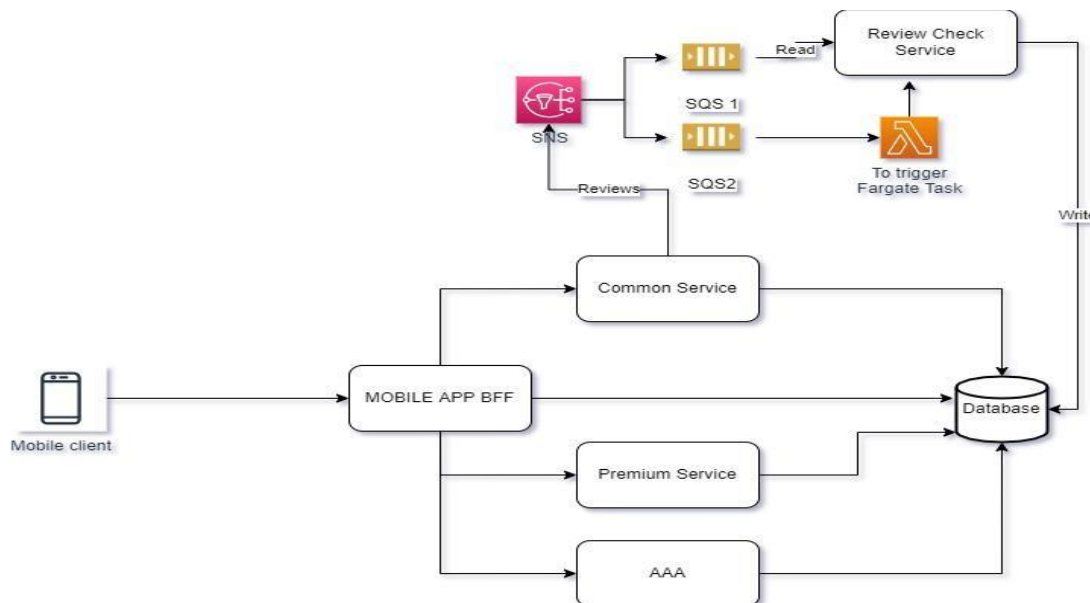 Review Check
Service
Read
SQS 1
SNS
To trigger
Fargate Task
SQS2
Reviews
Write
Common Service
MOBILE APP BFF
Database
Mobile client
Premium Service
AAA